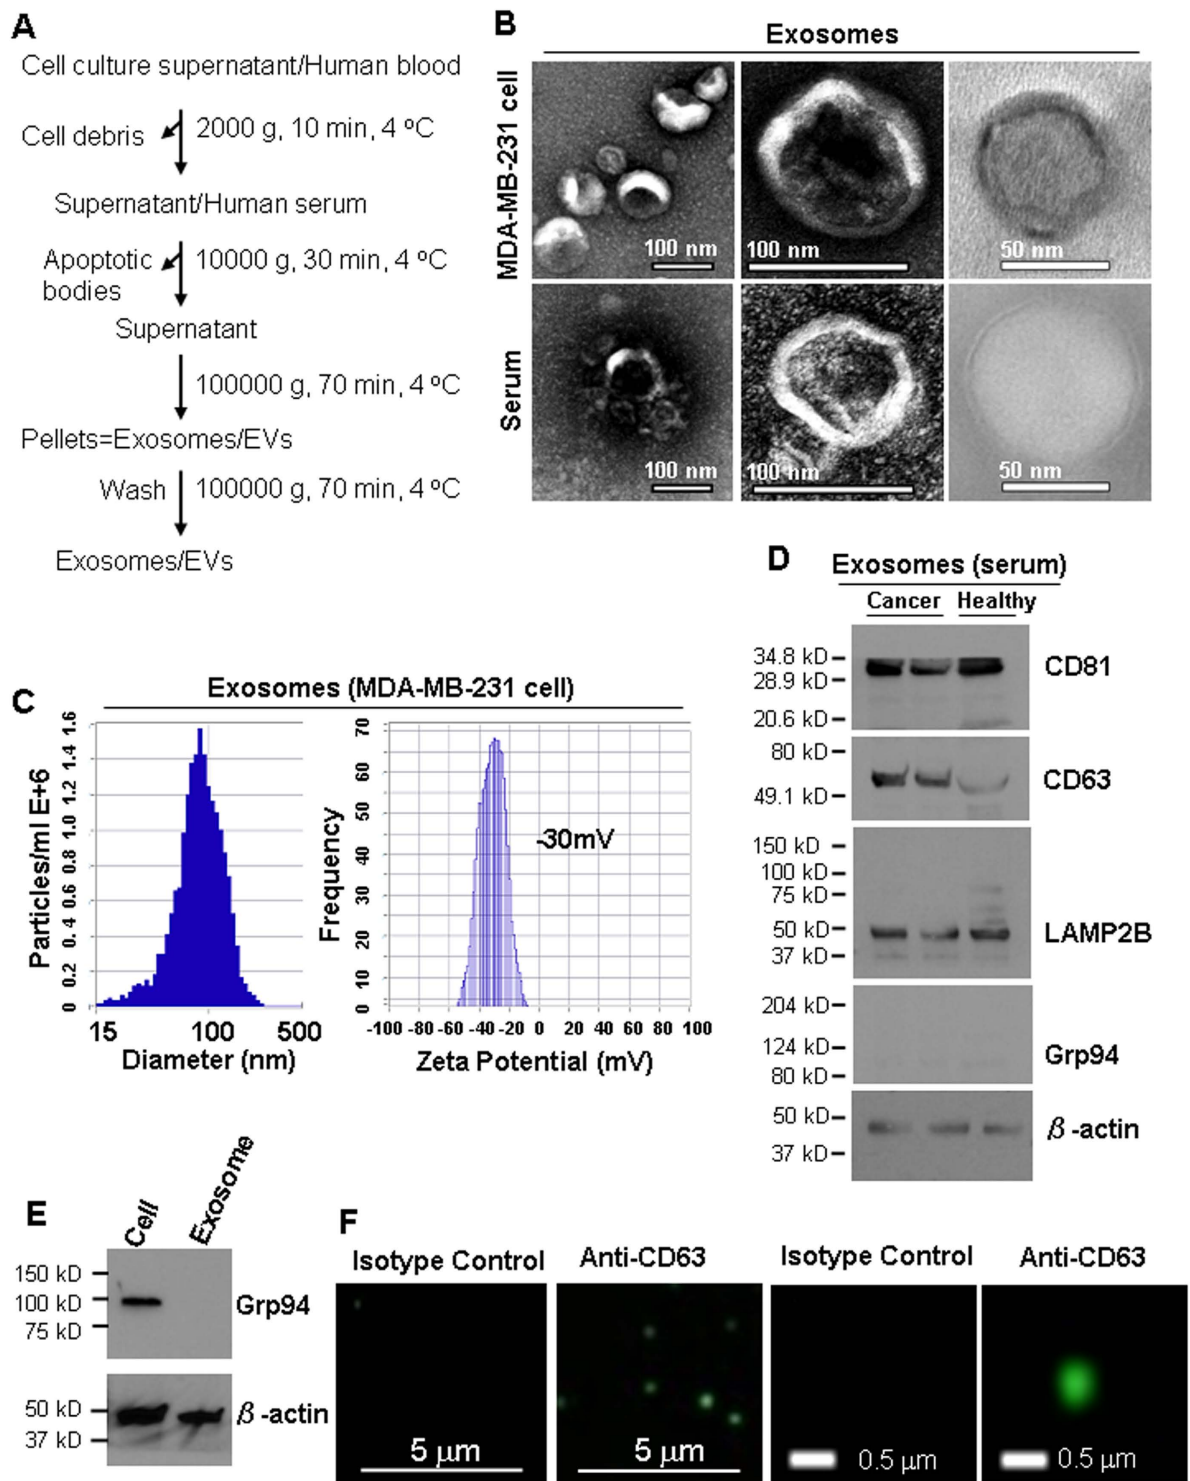 A
Cell culture supernatant/Human blood
Cell debris
2000 g, 10 min, 4 ºC
Supernatant/Human serum
Apoptotic
bodies
10000 g, 30 min, 4 ºC
Supernatant
100000 g, 70 min, 4 ºC
Pellets=Exosomes/EVs
Wash
100000 g, 70 min, 4 ºC
Exosomes/EVs
B
Exosomes
MDA-MB-231 cell
100 nm
100 nm
50 nm
Serum
100 nm
100 nm
50 nm
C
Exosomes (MDA-MB-231 cell)
Particles/ml E+6
0 0.2 0.4 0.6 0.8 1.0 1.2 1.4 1.6
15 100 500
Diameter (nm)
Frequency
0 10 20 30 40 50 60 70
-30mV
-100 -80 -60 -40 -20 0 20 40 60 80 100
Zeta Potential (mV)
D
Exosomes (serum)
Cancer Healthy
34.8 kD
28.9 kD
20.6 kD
CD81
80 kD
49.1 kD
CD63
150 kD
100 kD
75 kD
50 kD
37 kD
LAMP2B
204 kD
124 kD
80 kD
Grp94
50 kD
37 kD
β-actin
E
Cell
Exosome
150 kD
100 kD
75 kD
Grp94
50 kD
37 kD
β-actin
F
Isotype Control
Anti-CD63
Isotype Control
Anti-CD63
5 μm
5 μm
0.5 μm
0.5 μm